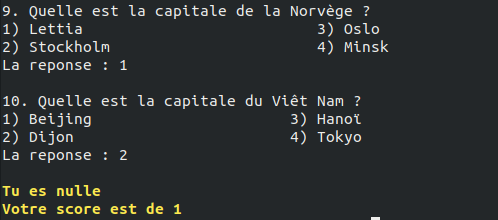 9. Quelle est la capitale de la Norvège ?
1) Lettia 3) Oslo
2) Stockholm 4) Minsk
La reponse : 1
10. Quelle est la capitale du Viêt Nam ?
1) Beijing 3) Hanoï
2) Dijon 4) Tokyo
La reponse : 2
Tu es nulle
Votre score est de 1